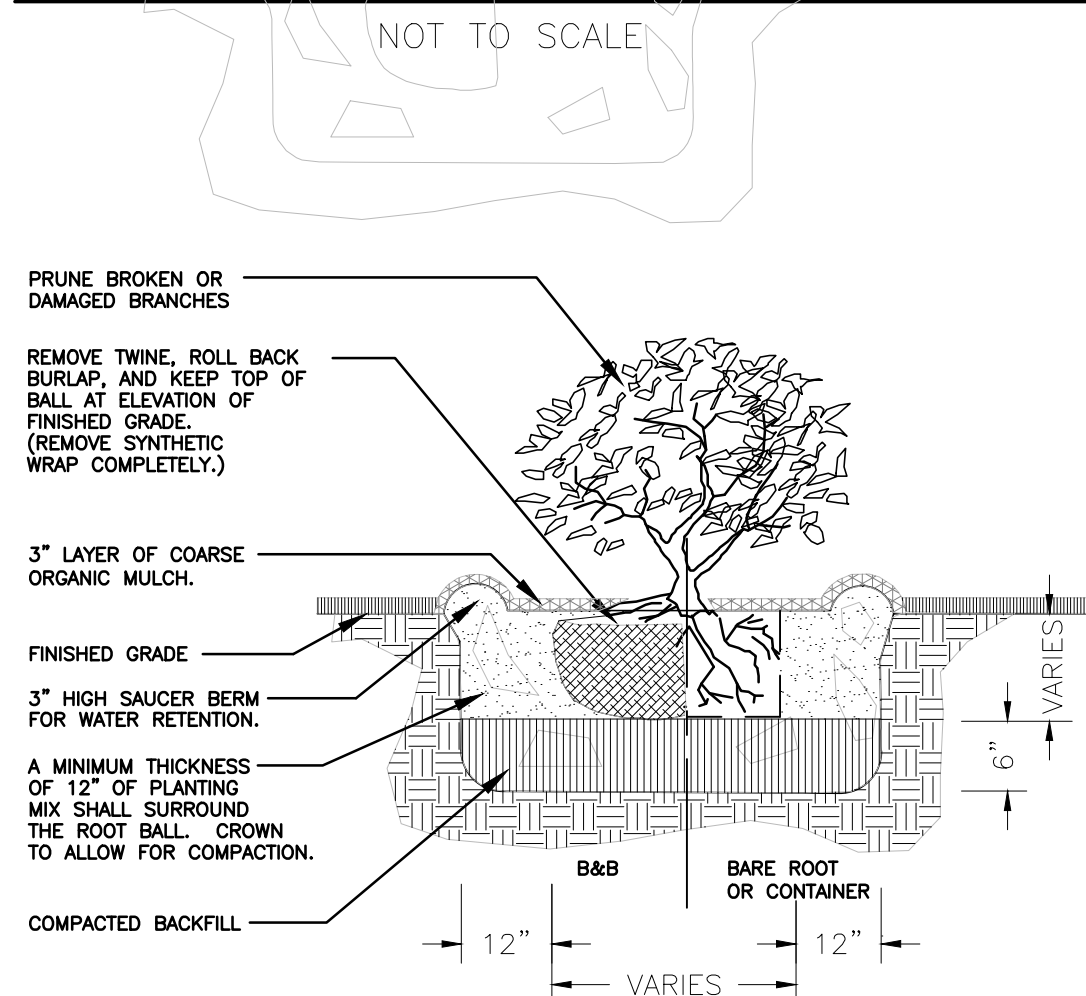 NOT TO SCALE
PRUNE BROKEN OR
DAMAGED BRANCHES
REMOVE TWINE, ROLL BACK
BURLAP, AND KEEP TOP OF
BALL AT ELEVATION OF
FINISHED GRADE.
(REMOVE SYNTHETIC
WRAP COMPLETELY.)
3" LAYER OF COARSE
ORGANIC MULCH.
FINISHED GRADE
3" HIGH SAUCER BERM
FOR WATER RETENTION.
A MINIMUM THICKNESS
OF 12" OF PLANTING
MIX SHALL SURROUND
THE ROOT BALL. CROWN
TO ALLOW FOR COMPACTION.
COMPACTED BACKFILL
VARIES
6"
B&B
BARE ROOT
OR CONTAINER
12"
12"
VARIES